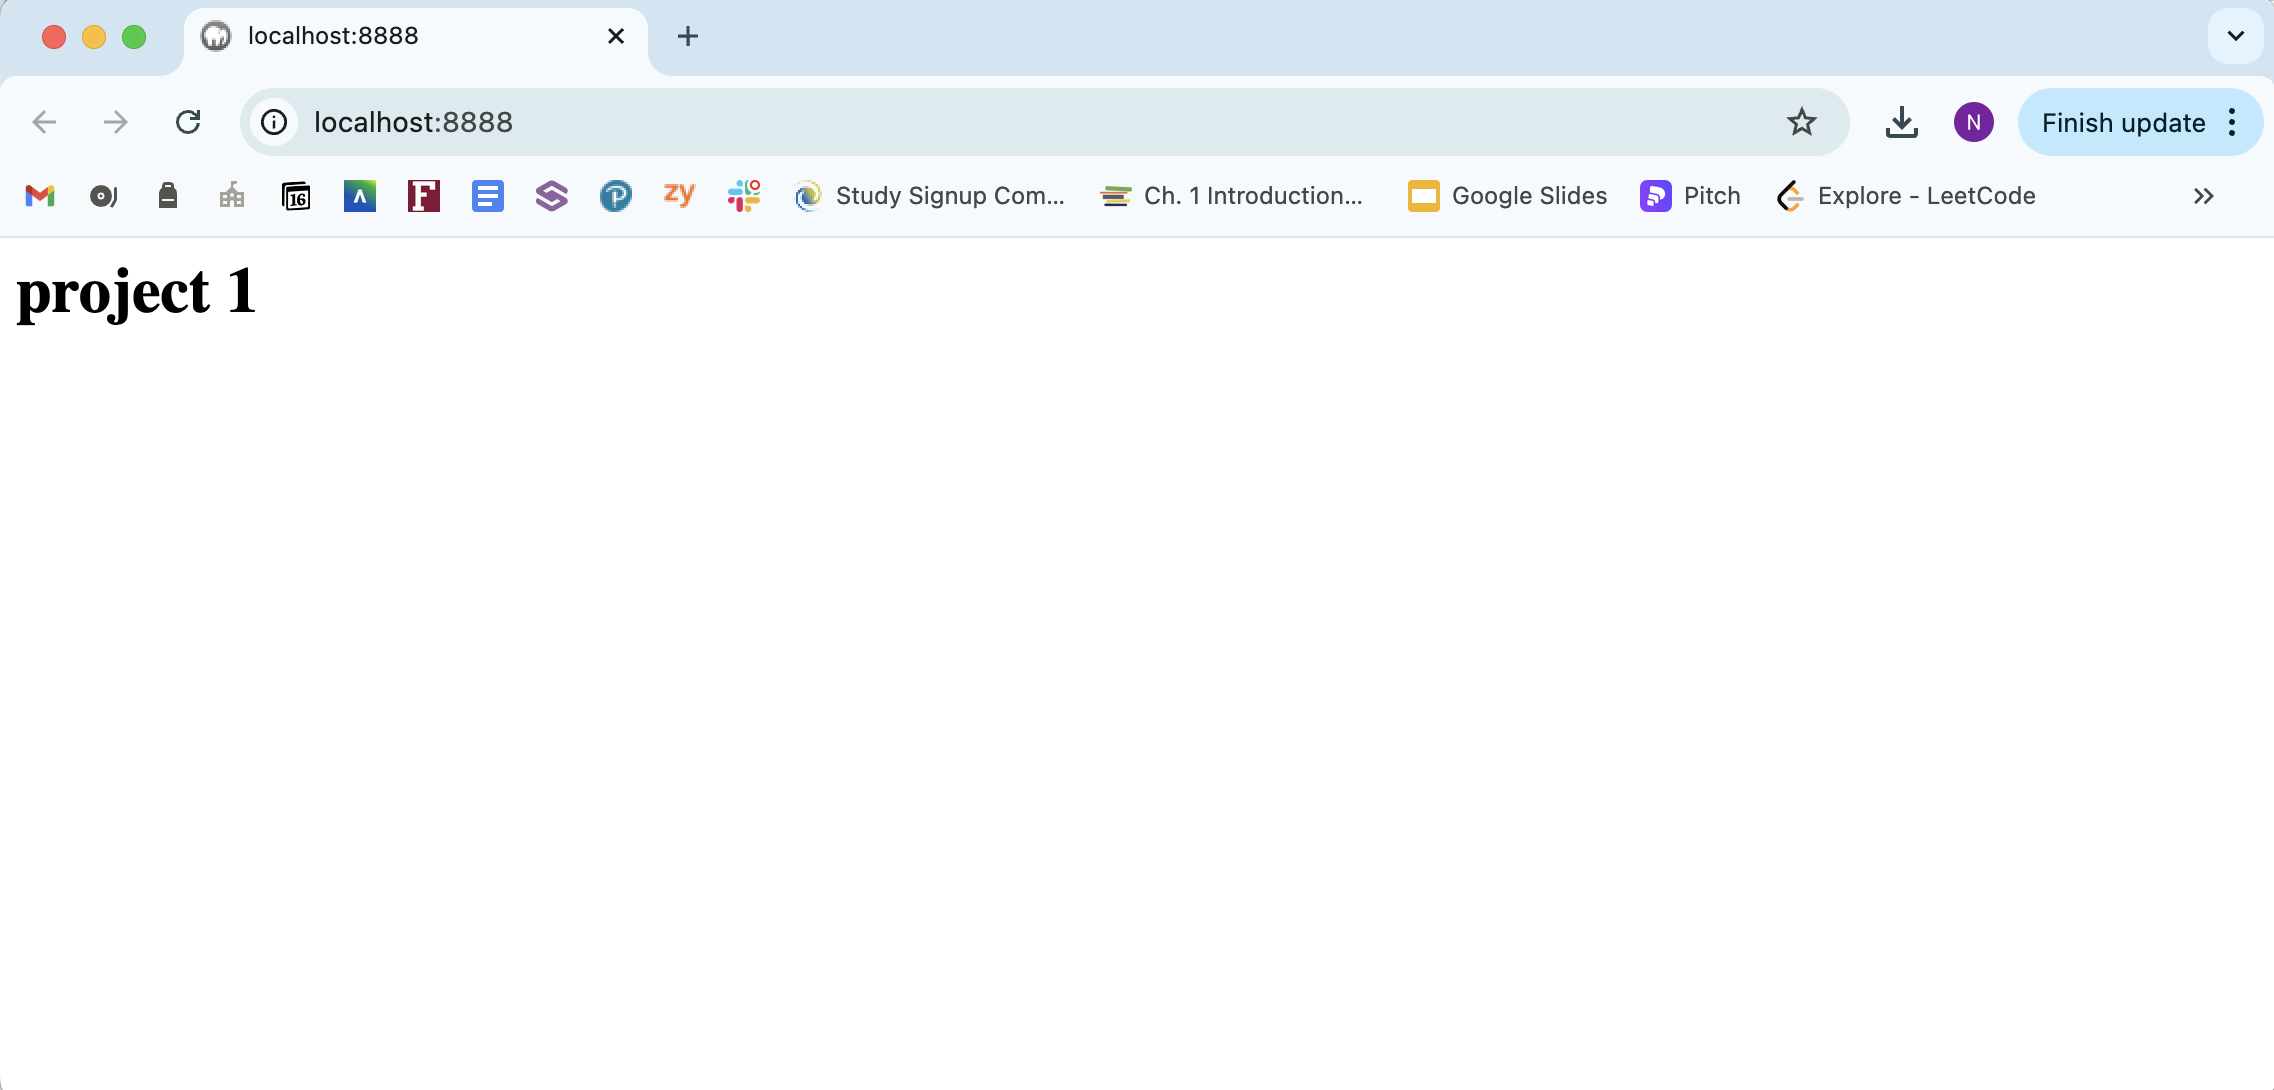 localhost:8888
localhost:8888
N
Finish update
16
Λ
F
zy
Study Signup Com...
Ch. 1 Introduction...
Google Slides
Pitch
Explore - LeetCode
project 1